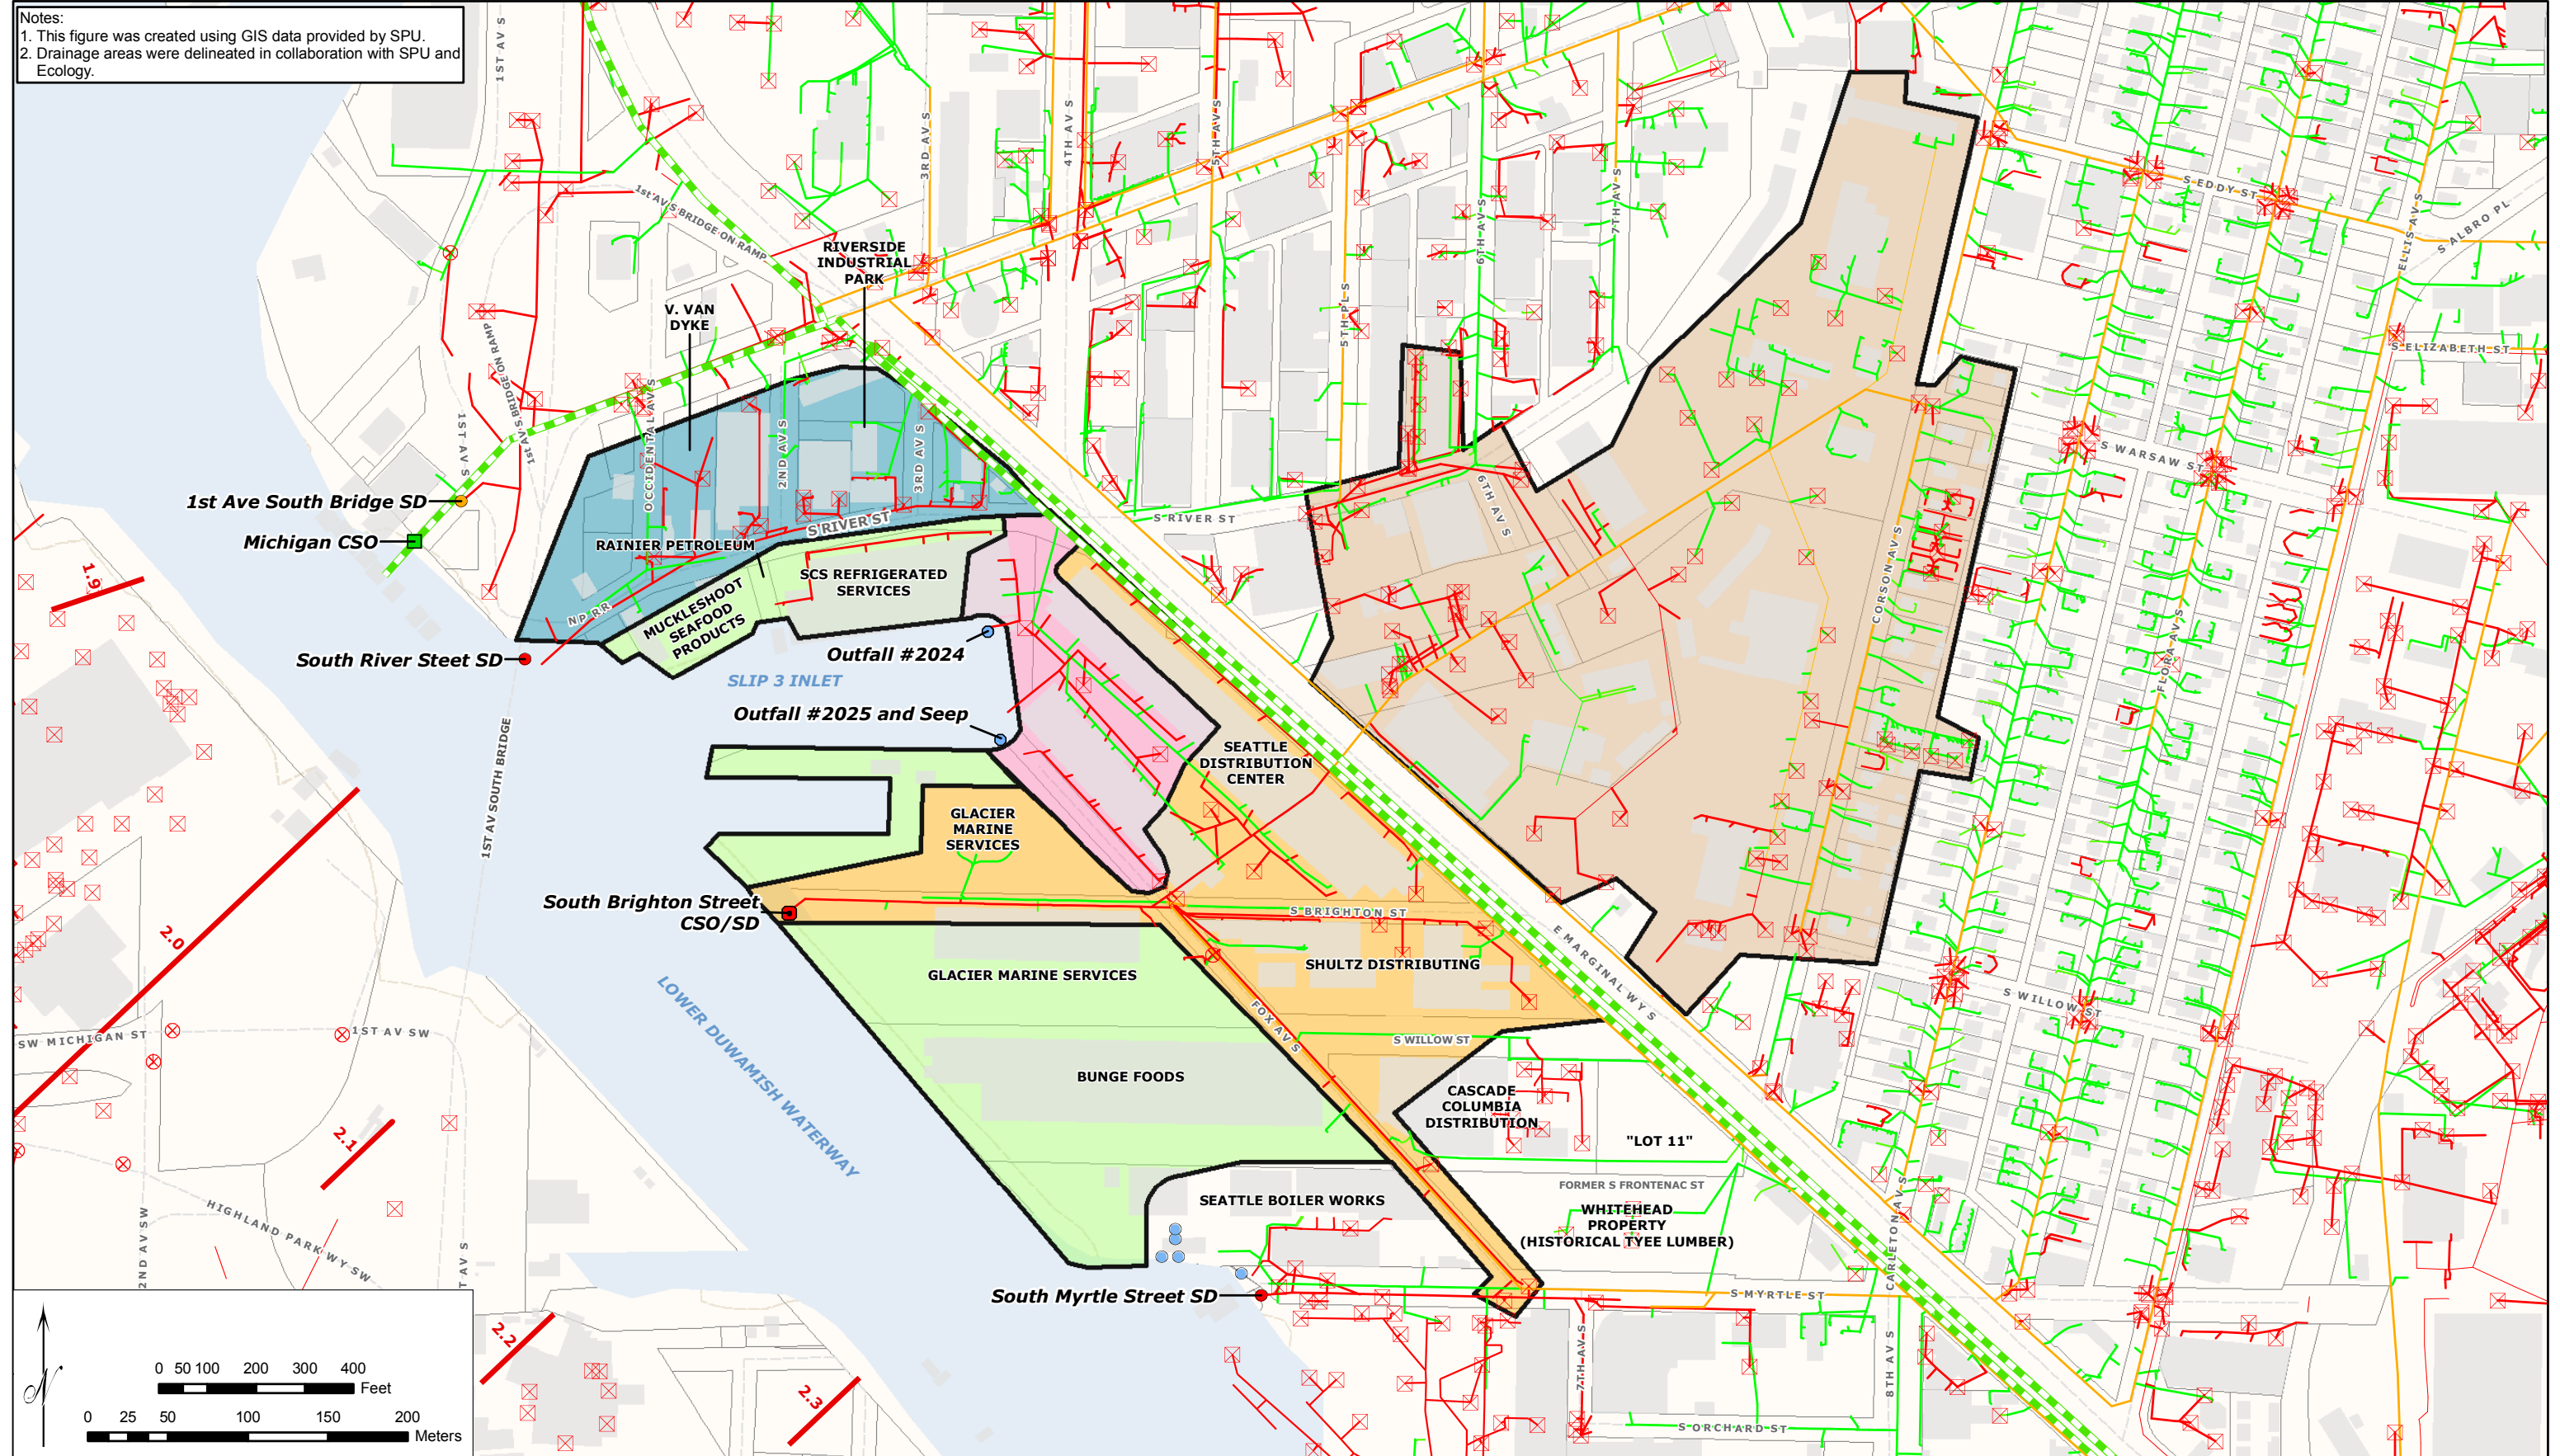 Notes:
1. This figure was created using GIS data provided by SPU.
2. Drainage areas were delineated in collaboration with SPU and
Ecology.
1ST AV S
3RD AV S
4TH AV S
5TH AV S
6TH AV S
7TH AV S
S EDDY ST
ELLIS AV S
S ALBRO PL
1st AV S BRIDGE ON RAMP
RIVERSIDE
INDUSTRIAL
PARK
V. VAN
DYKE
5TH PL S
S ELIZABETH ST
1st AV S BRIDGE ON RAMP
1ST AV S
OCCIDENTAL AV S
2ND AV S
3RD AV S
S WARSAW ST
1st Ave South Bridge SD
Michigan CSO
S RIVER ST
S RIVER ST
6TH AV S
CORSON AV S
RAINIER PETROLEUM
SCS REFRIGERATED
SERVICES
MUCKLESHOOT
SEAFOOD
PRODUCTS
NP RR
1.9
South River Steet SD
Outfall #2024
SLIP 3 INLET
Outfall #2025 and Seep
FLORA AV S
1ST AV SOUTH BRIDGE
SEATTLE
DISTRIBUTION
CENTER
GLACIER
MARINE
SERVICES
South Brighton Street
CSO/SD
S BRIGHTON ST
2.0
E MARGINAL WY S
GLACIER MARINE SERVICES
SHULTZ DISTRIBUTING
LOWER DUWAMISH WATERWAY
FOX AV S
S WILLOW ST
S WILLOW ST
SW MICHIGAN ST
1ST AV SW
BUNGE FOODS
CASCADE
COLUMBIA
DISTRIBUTION
"LOT 11"
2.1
FORMER S FRONTENAC ST
SEATTLE BOILER WORKS
WHITEHEAD
PROPERTY
(HISTORICAL TYEE LUMBER)
HIGHLAND PARK WY SW
2ND AV SW
T AV S
CARLETON AV S
South Myrtle Street SD
S MYRTLE ST
2.2
2.3
7TH AV S
8TH AV S
S ORCHARD ST
N
0 50 100 200 300 400
Feet
0 25 50 100 150 200
Meters